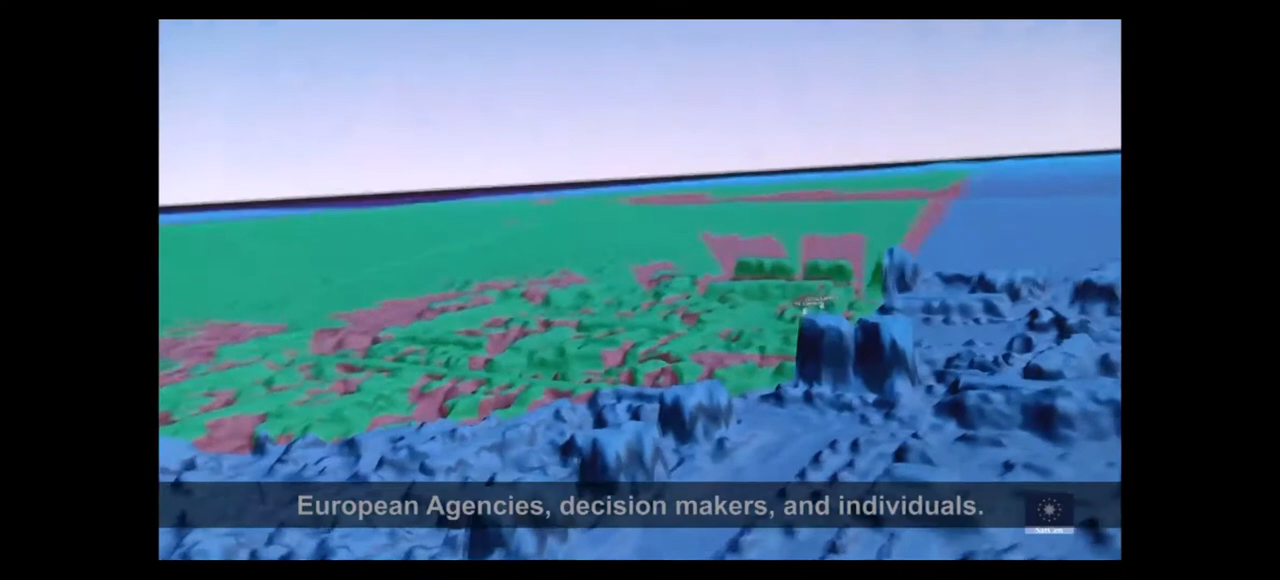 European Agencies, decision makers, and individuals.